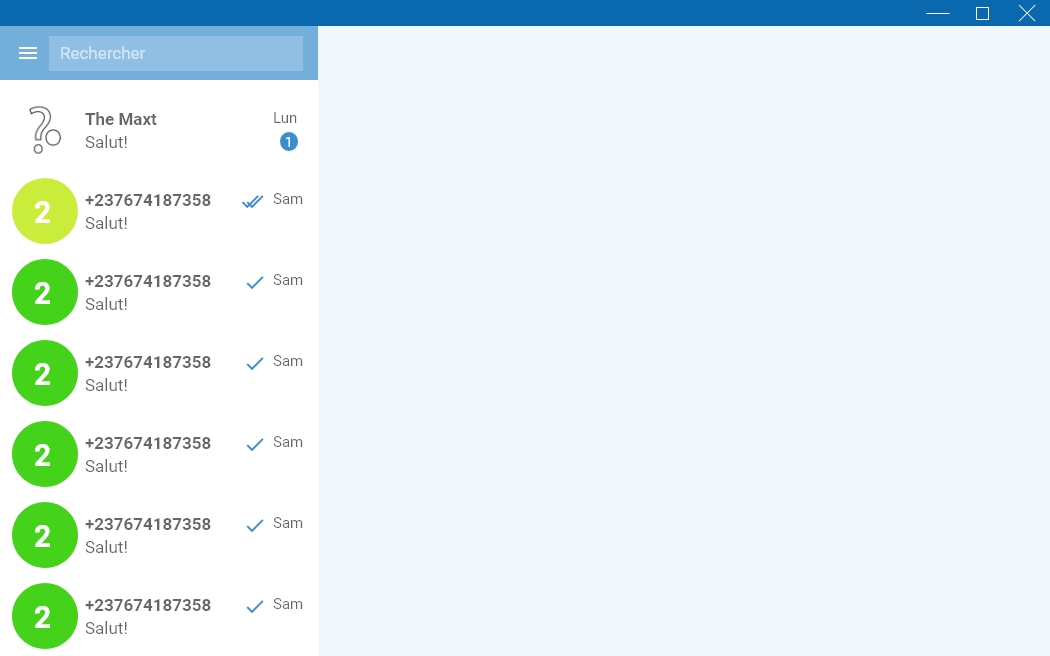 Rechercher
The Maxt
Lun
Salut!
1
2
+237674187358
Sam
Salut!
2
+237674187358
Sam
Salut!
2
+237674187358
Sam
Salut!
2
+237674187358
Sam
Salut!
2
+237674187358
Sam
Salut!
2
+237674187358
Sam
Salut!